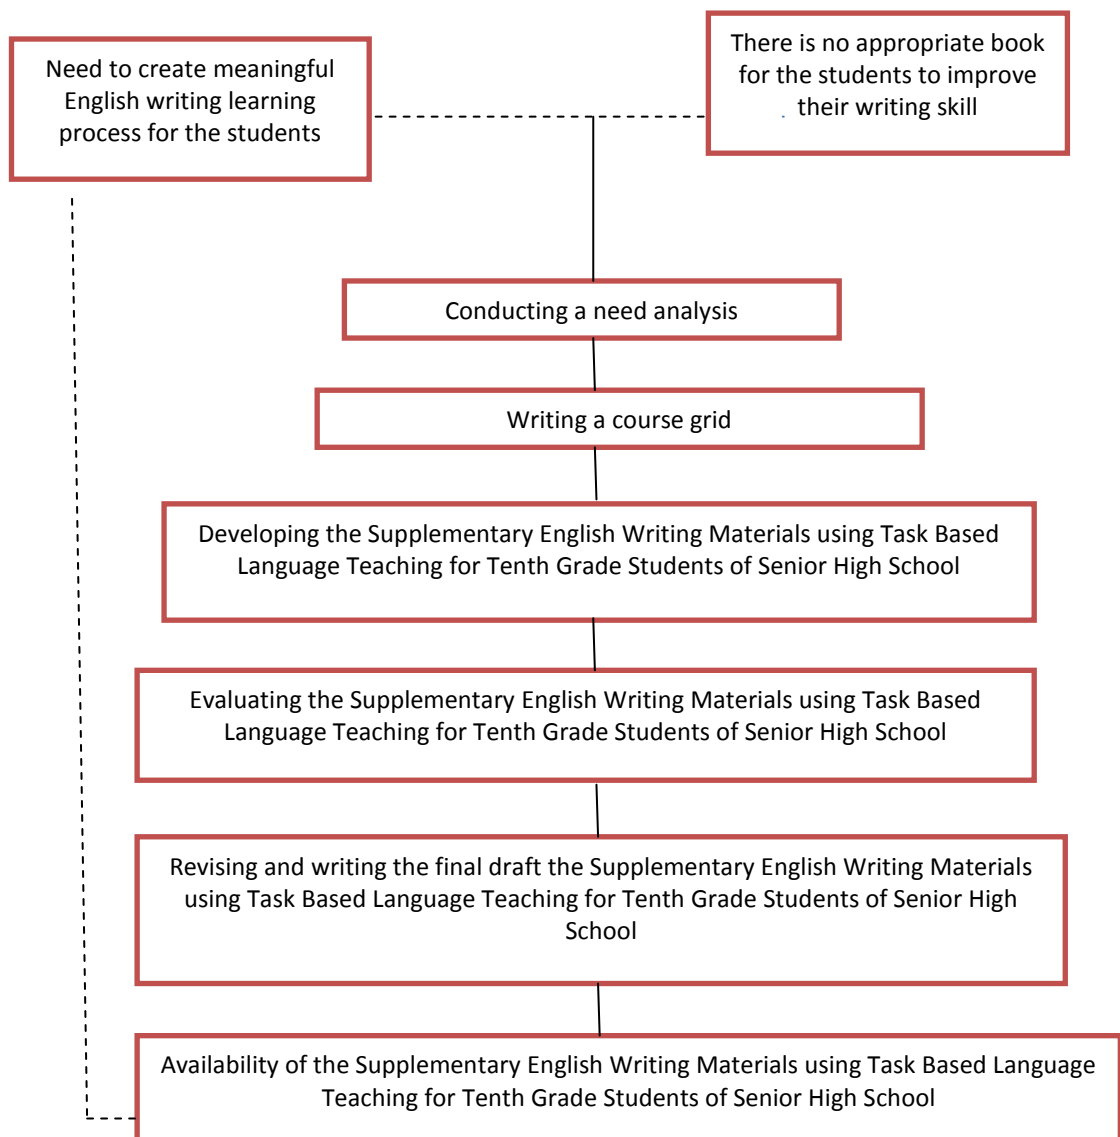 Need to create meaningful
English writing learning
process for the students
There is no appropriate book
for the students to improve
their writing skill
Conducting a need analysis
Writing a course grid
Developing the Supplementary English Writing Materials using Task Based
Language Teaching for Tenth Grade Students of Senior High School
Evaluating the Supplementary English Writing Materials using Task Based
Language Teaching for Tenth Grade Students of Senior High School
Revising and writing the final draft the Supplementary English Writing Materials
using Task Based Language Teaching for Tenth Grade Students of Senior High
School
Availability of the Supplementary English Writing Materials using Task Based Language
Teaching for Tenth Grade Students of Senior High School